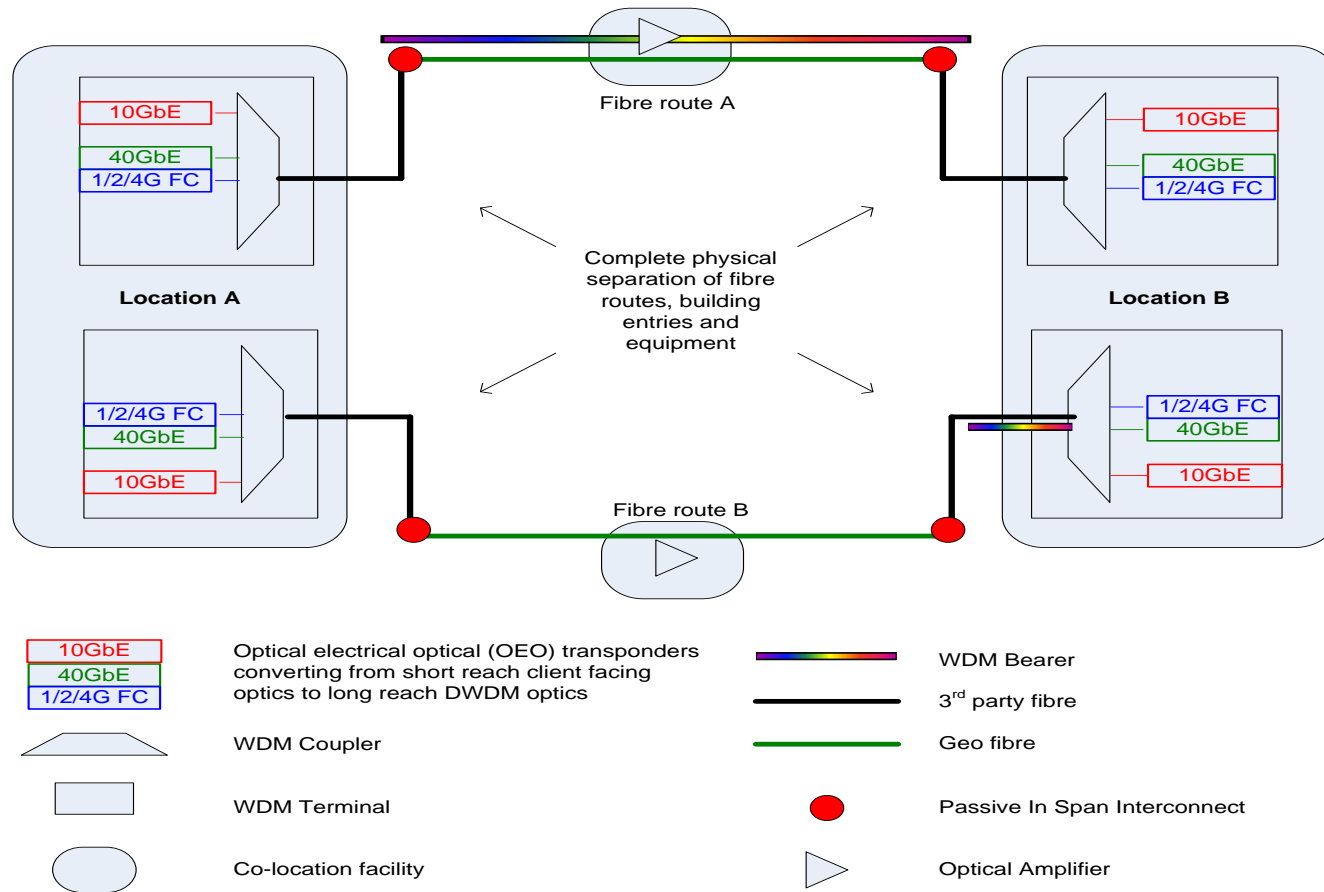 Fibre route A
10GbE
40GbE
1/2/4G FC
10GbE
40GbE
1/2/4G FC
Complete physical
separation of fibre
routes, building
entries and
equipment
Location A
Location B
1/2/4G FC
40GbE
10GbE
1/2/4G FC
40GbE
10GbE
Fibre route B
10GbE
40GbE
1/2/4G FC
Optical electrical optical (OEO) transponders
converting from short reach client facing
optics to long reach DWDM optics
WDM Coupler
WDM Terminal
Co-location facility
WDM Bearer
3rd party fibre
Geo fibre
Passive In Span Interconnect
Optical Amplifier